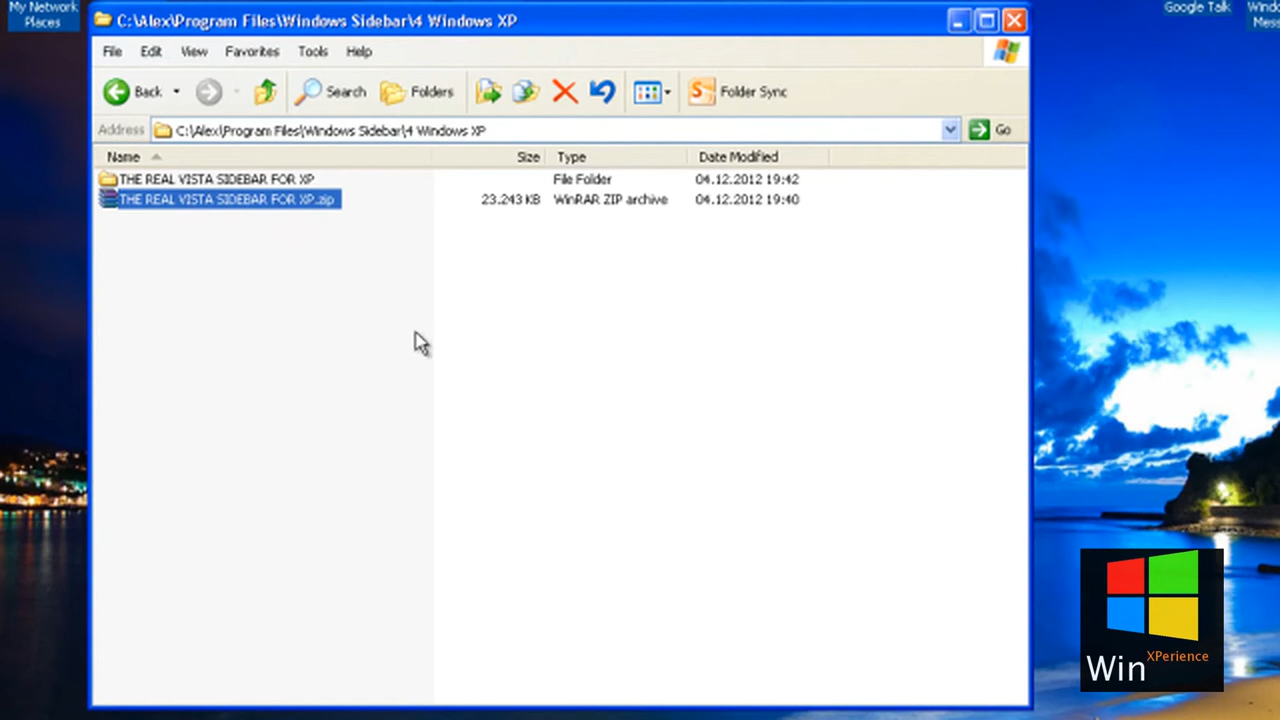 My Network
Places
C:\Alex\Program Files\Windows Sidebar\4 Windows XP
Google Talk
File Edit View Favorites Tools Help
Back Search Folders Folder Sync
Address C:\Alex\Program Files\Windows Sidebar\4 Windows XP Go
Name Size Type Date Modified
THE REAL VISTA SIDEBAR FOR XP File Folder 04.12.2012 19:42
THE REAL VISTA SIDEBAR FOR XP.zip 23.243 KB WinRAR ZIP archive 04.12.2012 19:40
Win XPerience